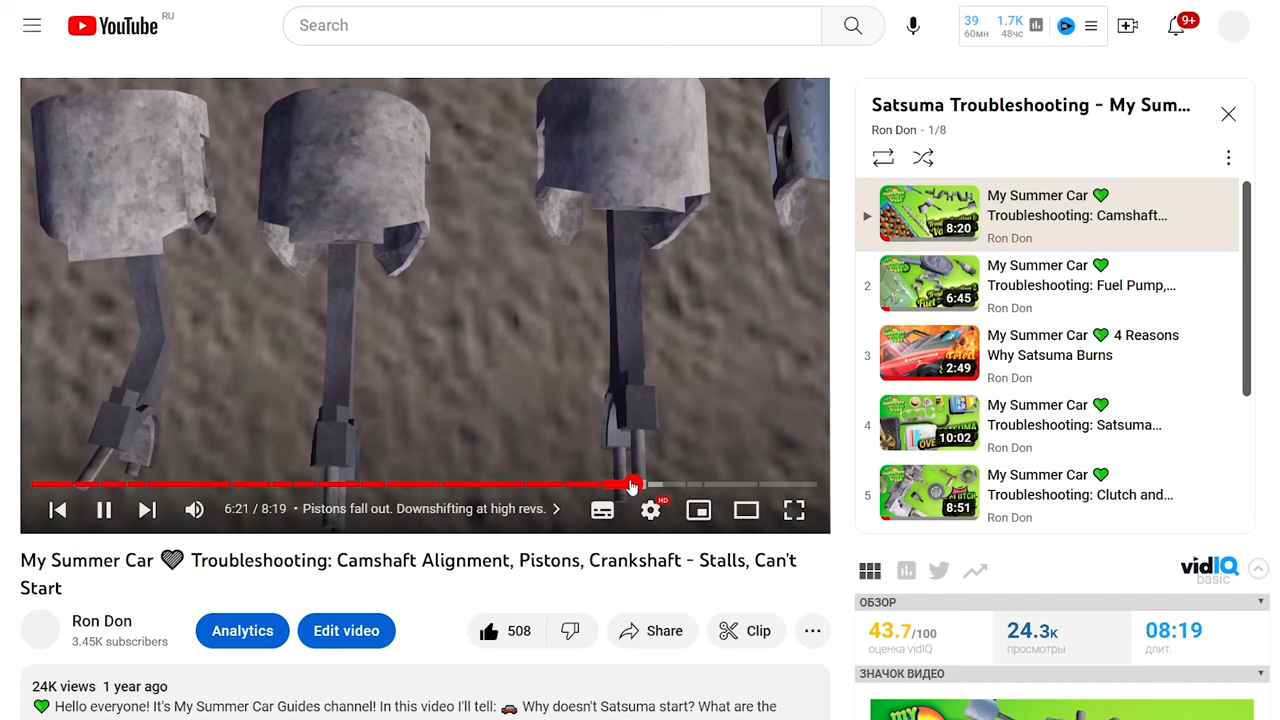 YouTube RU
Search
39 60мн 1.7K 48чс
9+
6:21 / 8:19 • Pistons fall out. Downshifting at high revs.
HD
My Summer Car 🖤 Troubleshooting: Camshaft Alignment, Pistons, Crankshaft - Stalls, Can't
Start
Ron Don
3.45K subscribers
Analytics
Edit video
508
Share
Clip
24K views 1 year ago
💚 Hello everyone! It's My Summer Car Guides channel! In this video I'll tell: 🚗 Why doesn't Satsuma start? What are the
Satsuma Troubleshooting - My Sum...
Ron Don - 1/8
My Summer Car 💚
Troubleshooting: Camshaft...
Ron Don
8:20
2
My Summer Car 💚
Troubleshooting: Fuel Pump,...
Ron Don
6:45
3
My Summer Car 💚 4 Reasons
Why Satsuma Burns
Ron Don
2:49
4
My Summer Car 💚
Troubleshooting: Satsuma...
Ron Don
10:02
5
My Summer Car 💚
Troubleshooting: Clutch and...
Ron Don
8:51
vidIQ
basic
ОБЗОР
43.7/100
оценка vidIQ
24.3K
просмотры
08:19
длит.
ЗНАЧОК ВИДЕО